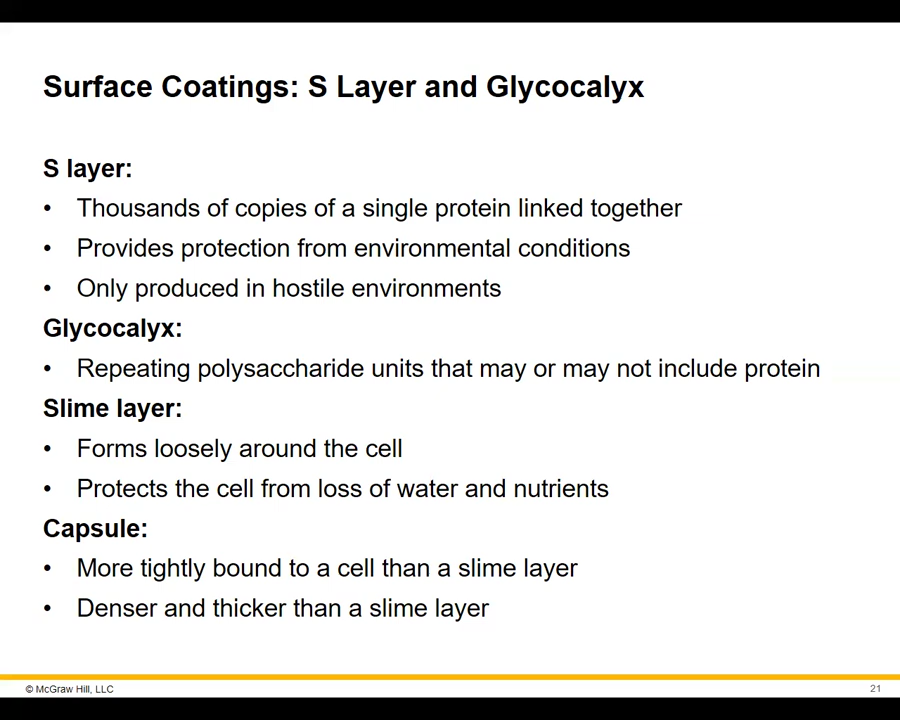 Surface Coatings: S Layer and Glycocalyx
S layer:
• Thousands of copies of a single protein linked together
• Provides protection from environmental conditions
• Only produced in hostile environments
Glycocalyx:
• Repeating polysaccharide units that may or may not include protein
Slime layer:
• Forms loosely around the cell
• Protects the cell from loss of water and nutrients
Capsule:
• More tightly bound to a cell than a slime layer
• Denser and thicker than a slime layer
© McGraw Hill, LLC
21